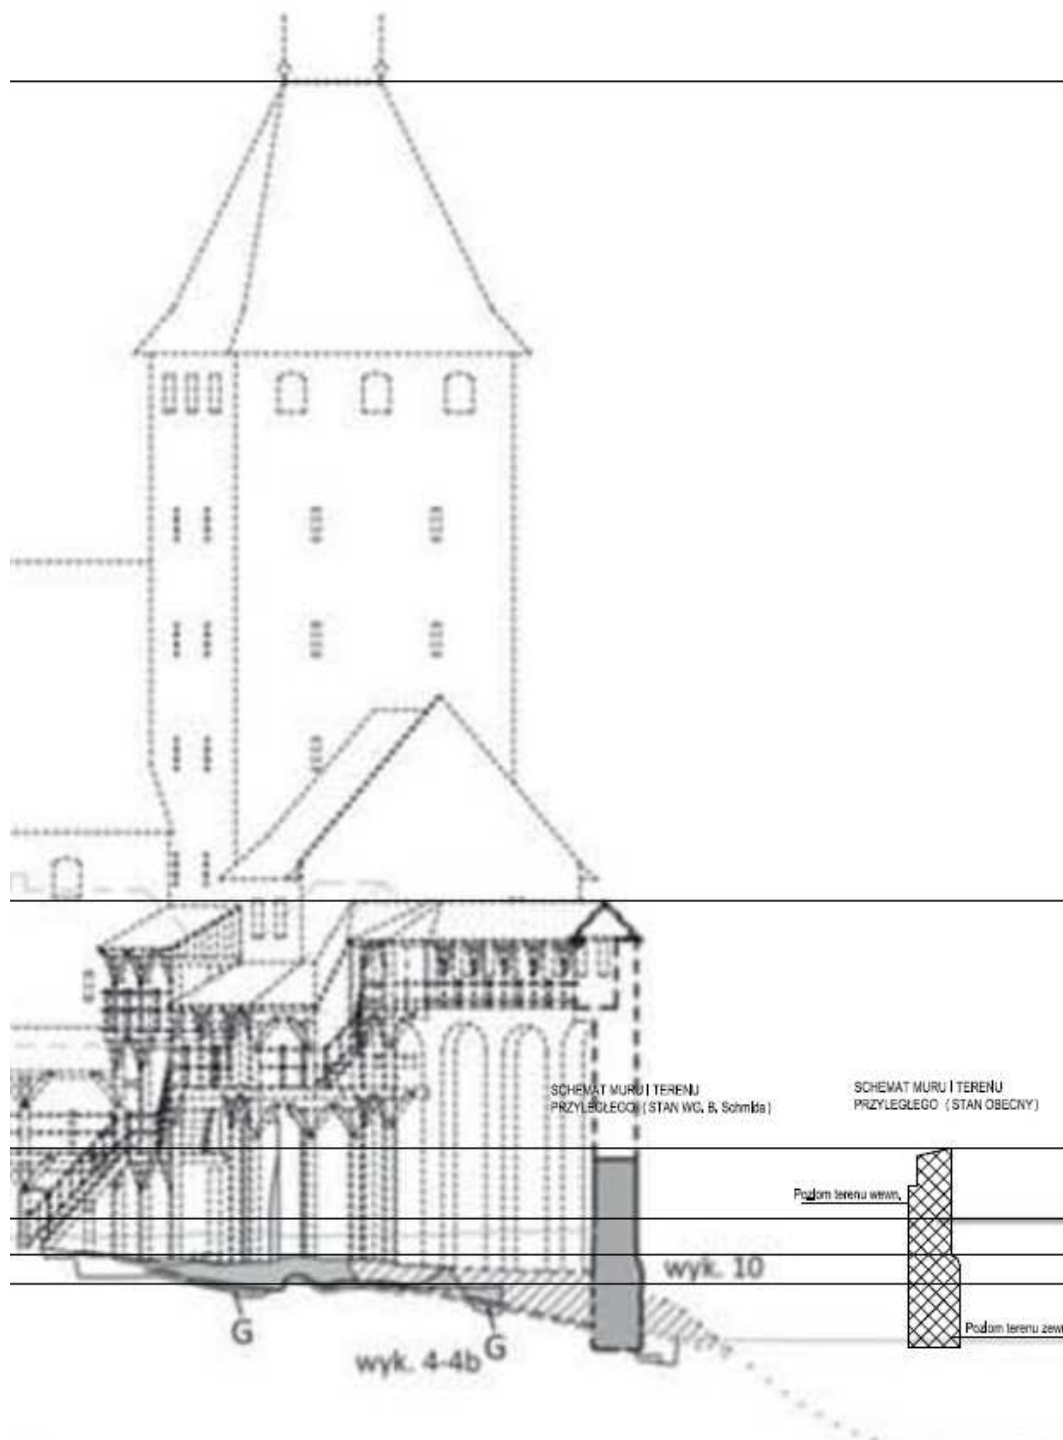 SCHEMAT MURU I TERENU
PRZYLEGŁEGO (STAN WG. B. Schmida)
SCHEMAT MURU I TERENU
PRZYLEGŁEGO (STAN OBECNY)
Poziom terenu wewn.
wyk. 10
Poziom terenu zewn
G
G
wyk. 4-4b